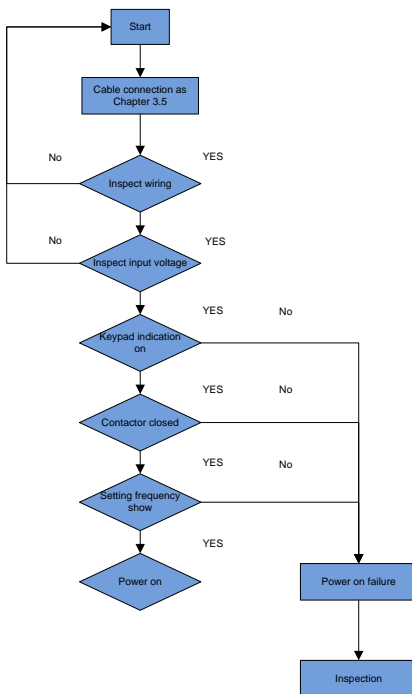 Start
Cable connection as
Chapter 3.5
No
YES
Inspect wiring
No
YES
Inspect input voltage
YES
No
Keypad indication
on
YES
No
Contactor closed
YES
No
Setting frequency
show
YES
Power on
Power on failure
Inspection